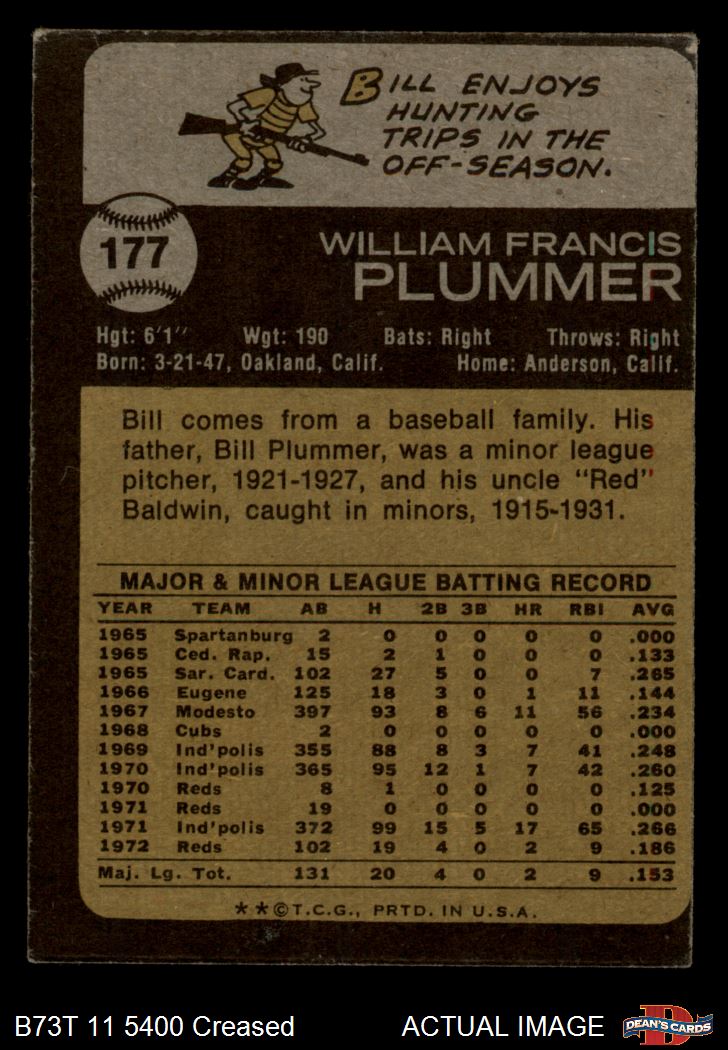 BILL ENJOYS
HUNTING
TRIPS IN THE
OFF-SEASON.
177
WILLIAM FRANCIS
PLUMMER
Hgt: 6'1" Wgt: 190 Bats: Right Throws: Right
Born: 3-21-47, Oakland, Calif. Home: Anderson, Calif.
Bill comes from a baseball family. His
father, Bill Plummer, was a minor league
pitcher, 1921-1927, and his uncle "Red"
Baldwin, caught in minors, 1915-1931.
MAJOR & MINOR LEAGUE BATTING RECORD
YEAR TEAM AB H 2B 3B HR RBI AVG
1965 Spartanburg 2 0 0 0 0 0 .000
1965 Ced. Rap. 15 2 1 0 0 0 .133
1965 Sar. Card. 102 27 5 0 0 7 .265
1966 Eugene 125 18 3 0 1 11 .144
1967 Modesto 397 93 8 6 11 56 .234
1968 Cubs 2 0 0 0 0 0 .000
1969 Ind'polis 355 88 8 3 7 41 .248
1970 Ind'polis 365 95 12 1 7 42 .260
1970 Reds 8 1 0 0 0 0 .125
1971 Reds 19 0 0 0 0 0 .000
1971 Ind'polis 372 99 15 5 17 65 .266
1972 Reds 102 19 4 0 2 9 .186
Maj. Lg. Tot. 131 20 4 0 2 9 .153
**©T.C.G., PRTD. IN U.S.A.
B73T 11 5400 Creased ACTUAL IMAGE
D
DEAN'S CARDS